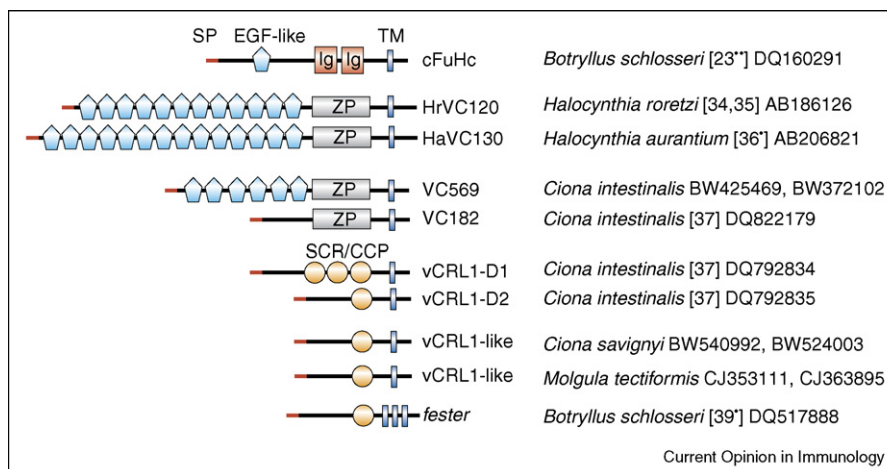 SP EGF-like TM
Ig Ig
cFuHc Botryllus schlosseri [23••] DQ160291
ZP HrVC120 Halocynthia roretzi [34,35] AB186126
ZP HaVC130 Halocynthia aurantium [36•] AB206821
ZP VC569 Ciona intestinalis BW425469, BW372102
ZP VC182 Ciona intestinalis [37] DQ822179
SCR/CCP
vCRL1-D1 Ciona intestinalis [37] DQ792834
vCRL1-D2 Ciona intestinalis [37] DQ792835
vCRL1-like Ciona savignyi BW540992, BW524003
vCRL1-like Molgula tectiformis CJ353111, CJ363895
fester Botryllus schlosseri [39•] DQ517888
Current Opinion in Immunology